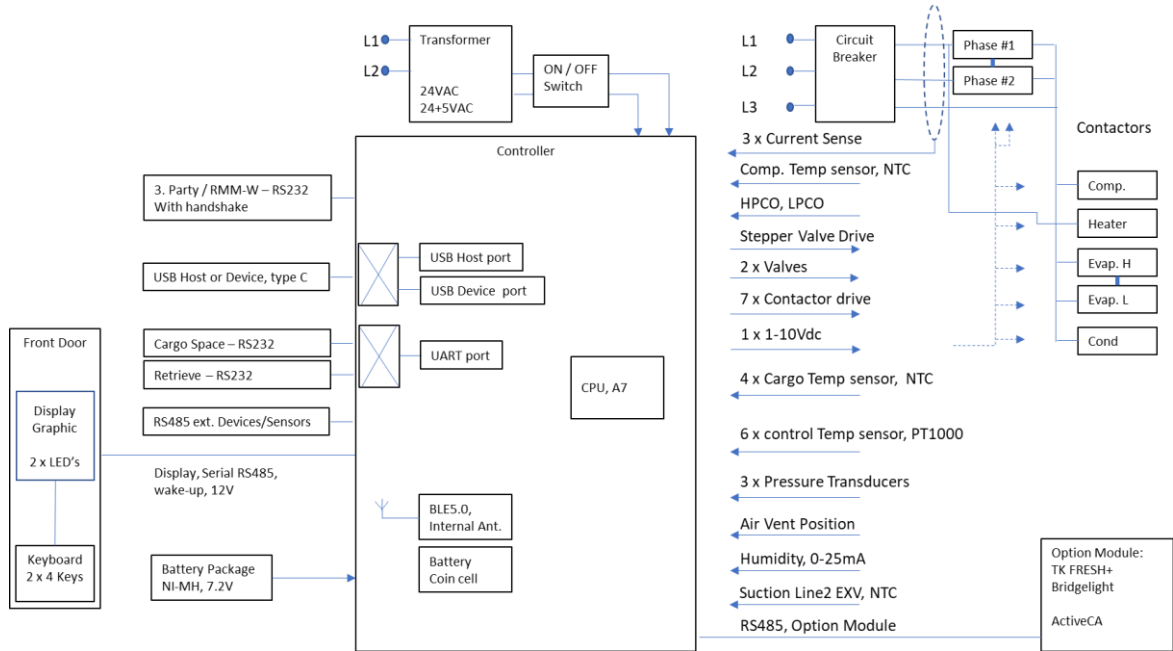 L1
L2
Transformer
24VAC
24+5VAC
ON / OFF
Switch
L1
L2
L3
Circuit
Breaker
Phase #1
Phase #2
Contactors
Comp.
Heater
Evap. H
Evap. L
Cond
Controller
3. Party / RMM-W – RS232
With handshake
USB Host or Device, type C
USB Host port
USB Device port
Cargo Space – RS232
Retrieve – RS232
UART port
CPU, A7
RS485 ext. Devices/Sensors
Front Door
Display
Graphic
2 x LED's
Keyboard
2 x 4 Keys
Display, Serial RS485,
wake-up, 12V
BLE5.0,
Internal Ant.
Battery
Coin cell
Battery Package
NI-MH, 7.2V
3 x Current Sense
Comp. Temp sensor, NTC
HPCO, LPCO
Stepper Valve Drive
2 x Valves
7 x Contactor drive
1 x 1-10Vdc
4 x Cargo Temp sensor, NTC
6 x control Temp sensor, PT1000
3 x Pressure Transducers
Air Vent Position
Humidity, 0-25mA
Suction Line2 EXV, NTC
RS485, Option Module
Option Module:
TK FRESH+
Bridgelight
ActiveCA